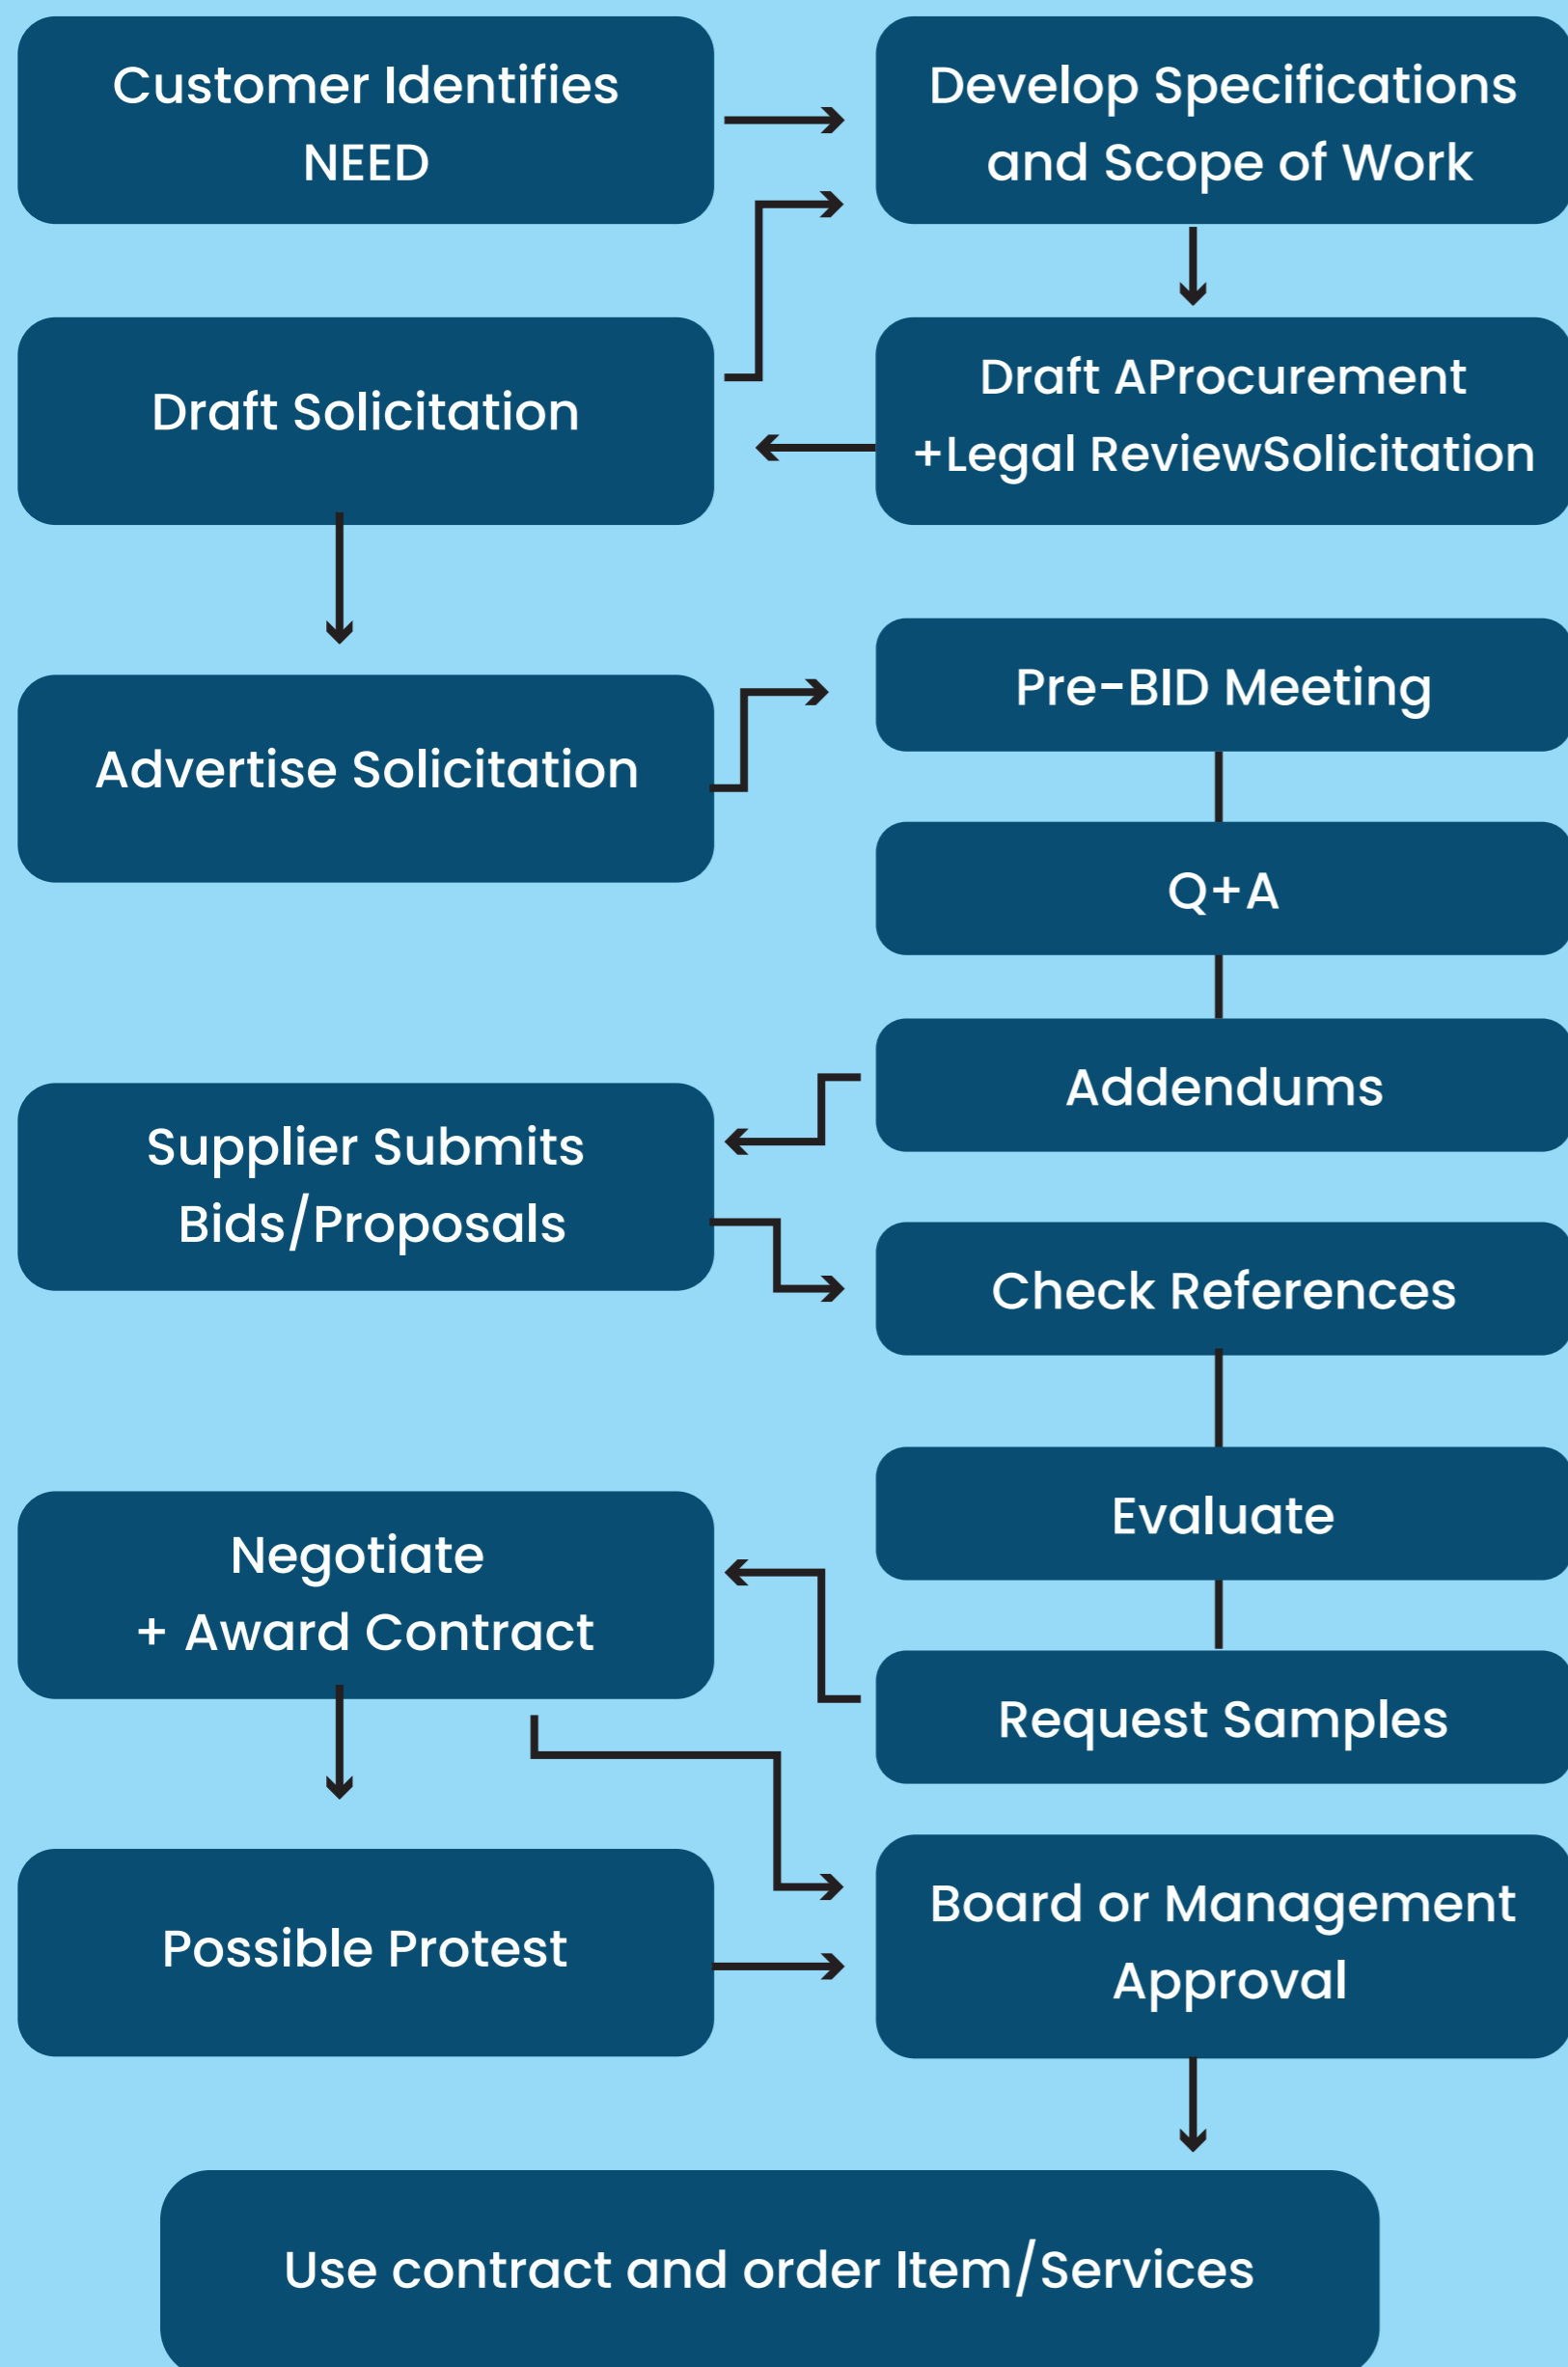 Customer Identifies
NEED
Develop Specifications
and Scope of Work
Draft Solicitation
Draft AProcurement
+Legal ReviewSolicitation
Advertise Solicitation
Pre-BID Meeting
Q+A
Addendums
Supplier Submits
Bids/Proposals
Check References
Evaluate
Negotiate
+ Award Contract
Request Samples
Possible Protest
Board or Management
Approval
Use contract and order Item/Services